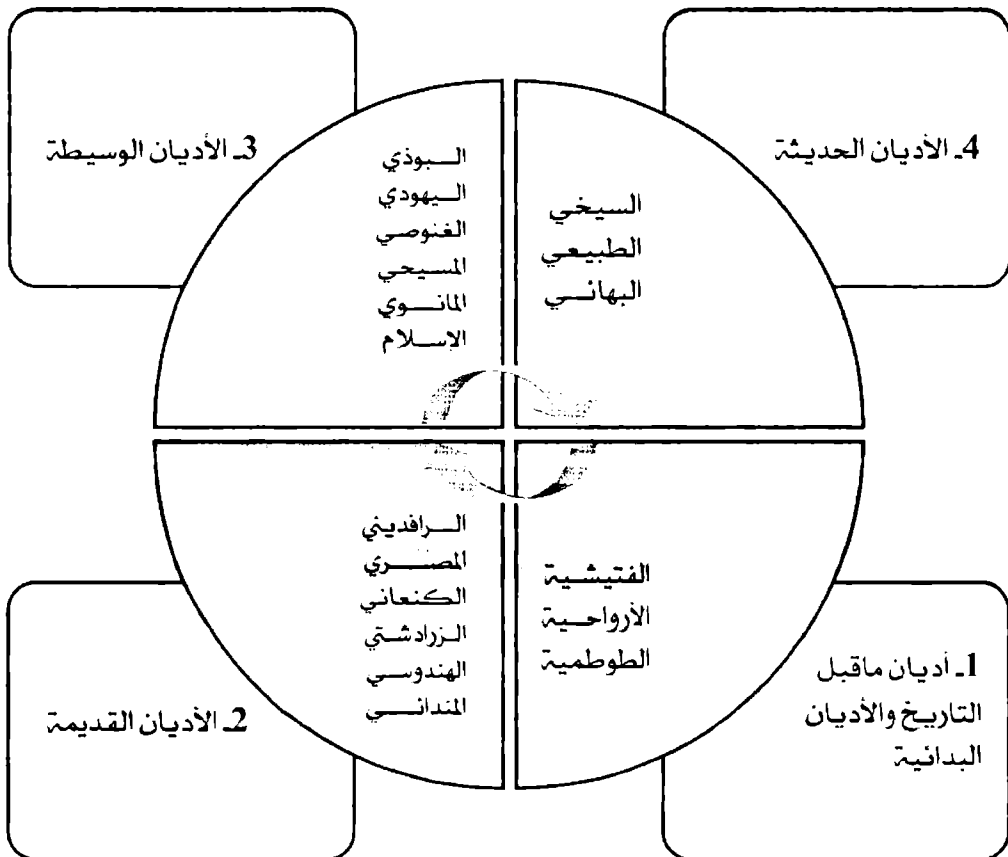 4ـ الأديان الحديثة
السيخي
الطبيعي
البهائي
3ـ الأديان الوسيطة
البوذي
اليهودي
الغنوصي
المسيحي
المانوي
الإسلام
1ـ أديان ماقبل
التاريخ والأديان
البدائية
الفتيشية
الأرواحية
الطوطمية
2ـ الأديان القديمة
الرافديني
المصري
الكنعاني
الزرادشتي
الهندوسي
المندائي